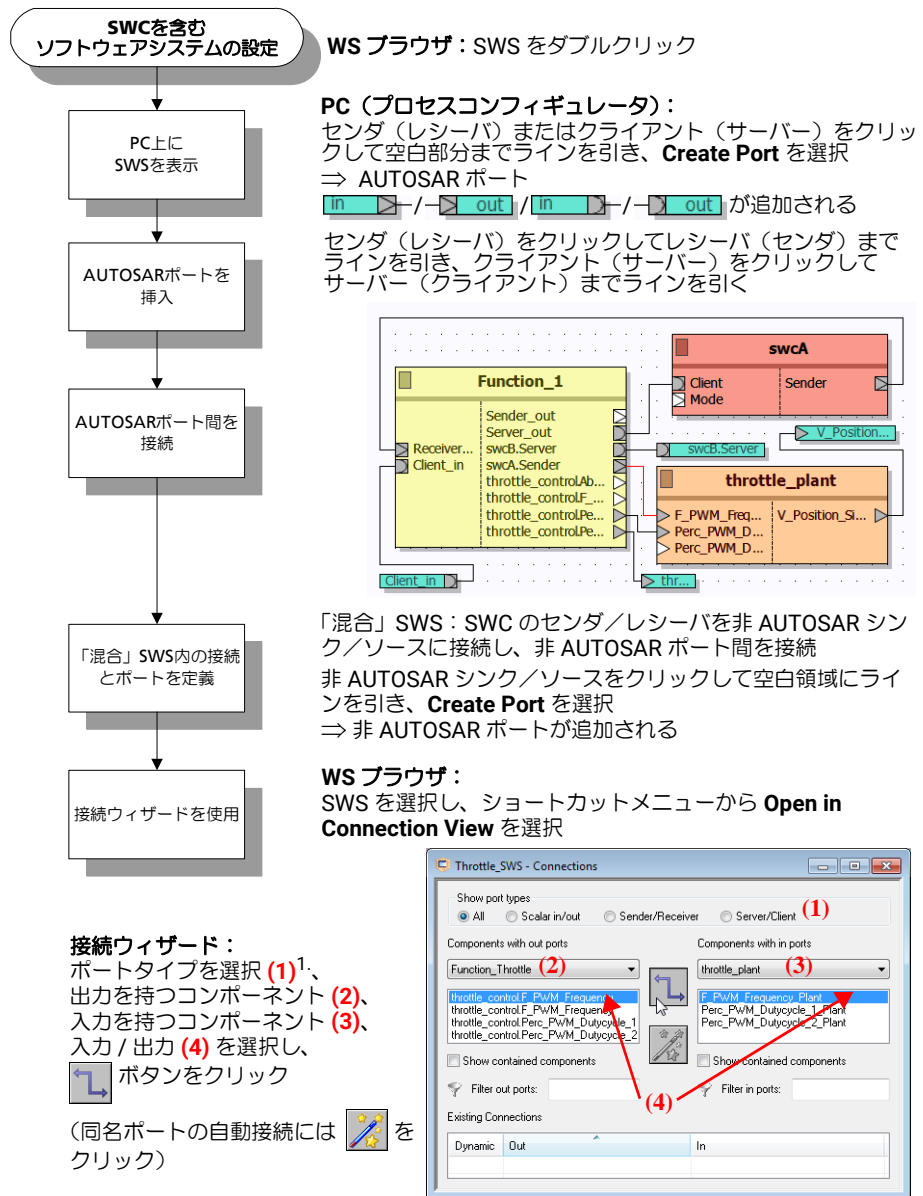 SWCを含む
ソフトウェアシステムの設定
WS ブラウザ：SWS をダブルクリック
PC上に
SWSを表示
PC（プロセスコンフィギュレータ）：
センダ（レシーバ）またはクライアント（サーバー）をクリッ
クして空白部分までラインを引き、Create Port を選択
⇒ AUTOSAR ポート
in / out / in / out が追加される
AUTOSARポートを
挿入
センダ（レシーバ）をクリックしてレシーバ（センダ）まで
ラインを引き、クライアント（サーバー）をクリックして
サーバー（クライアント）までラインを引く
AUTOSARポート間を
接続
swcA
Client
Sender
Mode
Function_1
Sender_out
Server_out
Receiver...
swcB.Server
Client_in
swcA.Sender
throttle_control.Ab...
throttle_control.F_...
throttle_control.Pe...
throttle_control.Pe...
V_Position...
swcB.Server
throttle_plant
F_PWM_Freq...
V_Position_Si...
Perc_PWM_D...
Perc_PWM_D...
Client_in
thr...
「混合」SWS内の接続
とポートを定義
「混合」SWS：SWC のセンダ／レシーバを非 AUTOSAR シン
ク／ソースに接続し、非 AUTOSAR ポート間を接続
非 AUTOSAR シンク／ソースをクリックして空白領域にライ
ンを引き、Create Port を選択
⇒ 非 AUTOSAR ポートが追加される
接続ウィザードを使用
WS ブラウザ：
SWS を選択し、ショートカットメニューから Open in
Connection View を選択
接続ウィザード：
ポートタイプを選択 (1)1.、
出力を持つコンポーネント (2)、
入力を持つコンポーネント (3)、
入力 / 出力 (4) を選択し、
ボタンをクリック
（同名ポートの自動接続には を
クリック）
Throttle_SWS - Connections
Show port types
All Scalar in/out Sender/Receiver Server/Client (1)
Components with out ports
Components with in ports
Function_Throttle (2)
throttle_plant (3)
throttle_control.F_PWM_Frequency
throttle_control.F_PWM_Frequency
throttle_control.Perc_PWM_Dutycycle_1
throttle_control.Perc_PWM_Dutycycle_2
F_PWM_Frequency_Plant
Perc_PWM_Dutycycle_1_Plant
Perc_PWM_Dutycycle_2_Plant
Show contained components
Show contained components
Filter out ports:
(4)
Filter in ports:
Existing Connections
Dynamic Out In